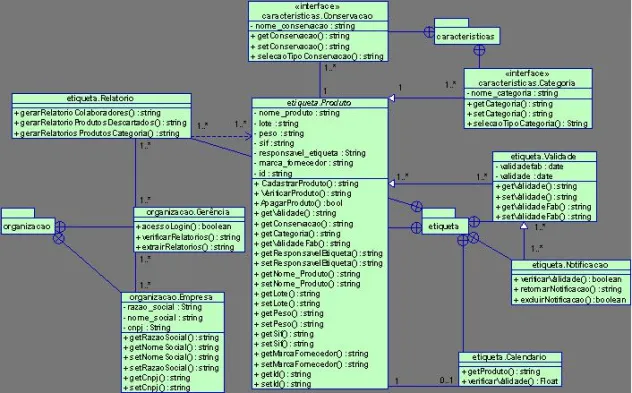 «interface»
caracteristicas.Conservacao
- nome_conservacao : string
+ getConservacao() : string
+ setConservacao() : string
+ selecaoTipoConservacao() : string
caracteristicas
«interface»
caracteristicas.Categoria
- nome_categoria : string
+ getCategoria() : string
+ setCategoria() : string
+ selecaoTipoCategoria() : String
1..*
1
1
1..*
etiqueta.Relatorio
+ gerarRelatorioColaboradores() : string
+ gerarRelatorioProdutosDescartados() : string
+ gerarRelatoriosProdutosCategoria() : string
1..*
1..*
1..*
etiqueta.Produto
- nome_produto : string
- lote : string
- peso : string
- sif : string
- responsavel_etiqueta : String
- marca_fornecedor : string
- id : string
+ CadastrarProduto() : string
+ VerificarProduto() : string
+ ApagarProduto() : bool
+ getValidade() : string
+ getConservacao() : string
+ getCategoria() : string
+ getValidadeFab() : string
+ getResponsavelEtiqueta() : string
+ setResponsavelEtiqueta() : string
+ getNome_Produto() : string
+ setNome_Produto() : string
+ getLote() : string
+ setLote() : string
+ getPeso() : string
+ setPeso() : string
+ getSif() : string
+ setSif() : string
+ getMarcaFornecedor() : string
+ setMarcaFornecedor() : string
+ getId() : string
+ setId() : string
etiqueta.Validade
- validadefab : date
- validade : date
+ getValidade() : string
+ setValidade() : string
+ getValidadeFab() : string
+ setValidadeFab() : string
1..*
1..*
1..*
1..*
etiqueta
organizacao
1..*
organizacao.Gerência
+ acessoLogin() : boolean
+ verificarRelatorios() : string
+ extrairRelatorios() : string
1..*
1..*
organizacao.Empresa
- razao_social : String
- nome_social : string
- cnpj : String
+ getRazaoSocial() : string
+ getNomeSocial() : string
+ setNomeSocial() : string
+ setRazaoSocial() : string
+ getCnpj() : string
+ setCnpj() : string
etiqueta.Notificacao
+ verificarValidade() : boolean
+ retornarNotificacao() : string
+ excluirNotificacao() : boolean
etiqueta.Calendario
+ getProduto() : string
+ verificarValidade() : Float
1
0..1